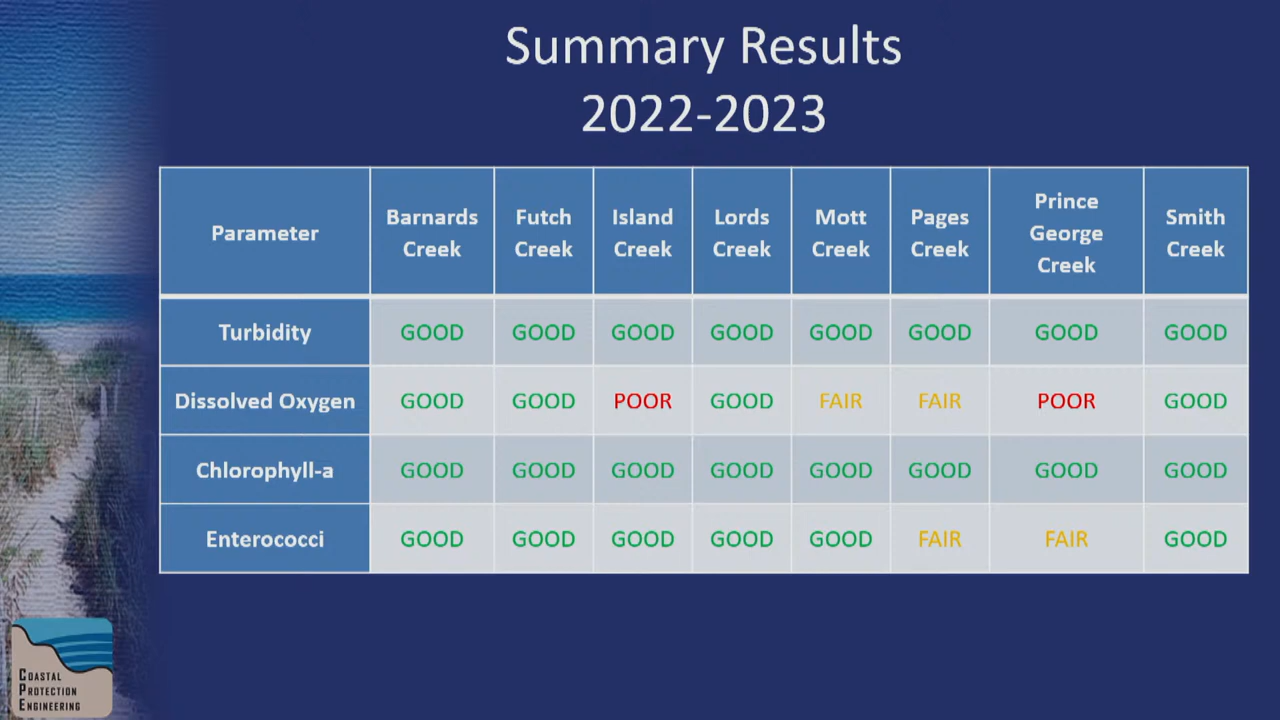 Summary Results
2022-2023
Parameter
Barnards
Creek
Futch
Creek
Island
Creek
Lords
Creek
Mott
Creek
Pages
Creek
Prince
George
Creek
Smith
Creek
Turbidity GOOD GOOD GOOD GOOD GOOD GOOD GOOD GOOD
Dissolved Oxygen GOOD GOOD POOR GOOD FAIR FAIR POOR GOOD
Chlorophyll-a GOOD GOOD GOOD GOOD GOOD GOOD GOOD GOOD
Enterococci GOOD GOOD GOOD GOOD GOOD FAIR FAIR GOOD
COASTAL
PROTECTION
ENGINEERING